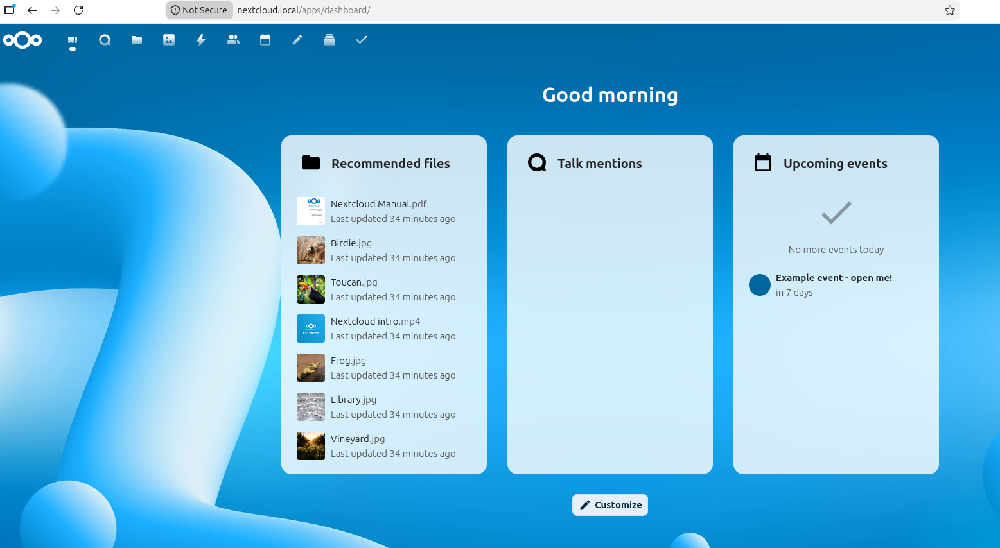 Not Secure nextcloud.local/apps/dashboard/
Good morning
Recommended files
Nextcloud Manual.pdf
Last updated 34 minutes ago
Birdie.jpg
Last updated 34 minutes ago
Toucan.jpg
Last updated 34 minutes ago
Nextcloud intro.mp4
Last updated 34 minutes ago
Frog.jpg
Last updated 34 minutes ago
Library.jpg
Last updated 34 minutes ago
Vineyard.jpg
Last updated 34 minutes ago
Talk mentions
Upcoming events
No more events today
Example event - open me!
in 7 days
Customize